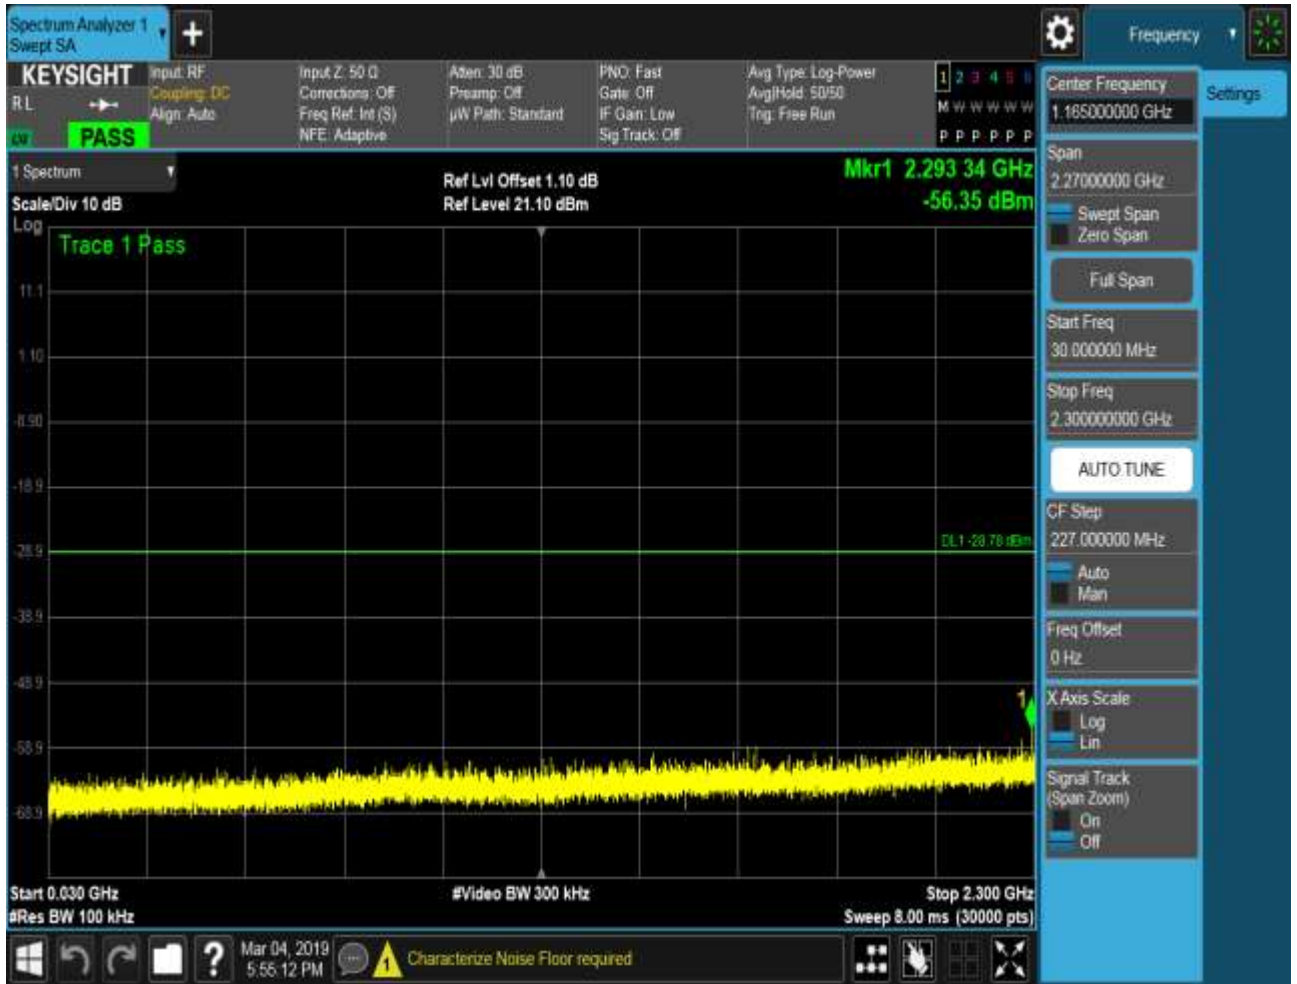 Spectrum Analyzer 1
Swept SA
+
Frequency
KEYSIGHT
R L
LW
PASS
Input: RF
Coupling: DC
Align: Auto
Input Z: 50 Ω
Corrections: Off
Freq Ref: Int (S)
NFE: Adaptive
Atten: 30 dB
Preamp: Off
µW Path: Standard
PNO: Fast
Gate: Off
IF Gain: Low
Sig Track: Off
Avg Type: Log-Power
Avg|Hold: 50/50
Trig: Free Run
1 2 3 4 5 6
M W W W W W
P P P P P P
1 Spectrum
Scale/Div 10 dB
Log
Ref Lvl Offset 1.10 dB
Ref Level 21.10 dBm
Mkr1 2.293 34 GHz
-56.35 dBm
Trace 1 Pass
11.1
1.10
-8.90
-18.9
-28.9
DL1 -28.78 dBm
-38.9
-48.9
1
-58.9
-68.9
Start 0.030 GHz
#Res BW 100 kHz
#Video BW 300 kHz
Stop 2.300 GHz
Sweep 8.00 ms (30000 pts)
Center Frequency
1.165000000 GHz
Settings
Span
2.27000000 GHz
Swept Span
Zero Span
Full Span
Start Freq
30.000000 MHz
Stop Freq
2.300000000 GHz
AUTO TUNE
CF Step
227.000000 MHz
Auto
Man
Freq Offset
0 Hz
X Axis Scale
Log
Lin
Signal Track
(Span Zoom)
On
Off
?
Mar 04, 2019
5:55:12 PM
1
Characterize Noise Floor required